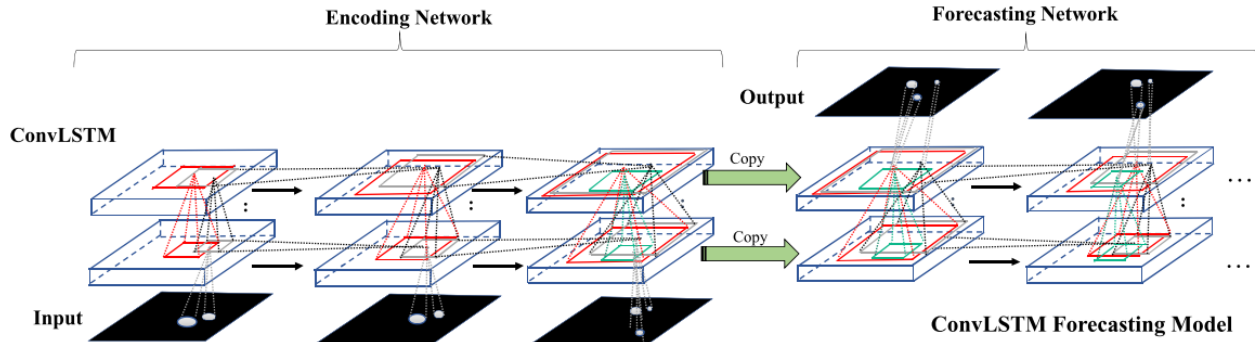 Encoding Network
Forecasting Network
Output
ConvLSTM
Copy
...
Copy
...
Input
ConvLSTM Forecasting Model